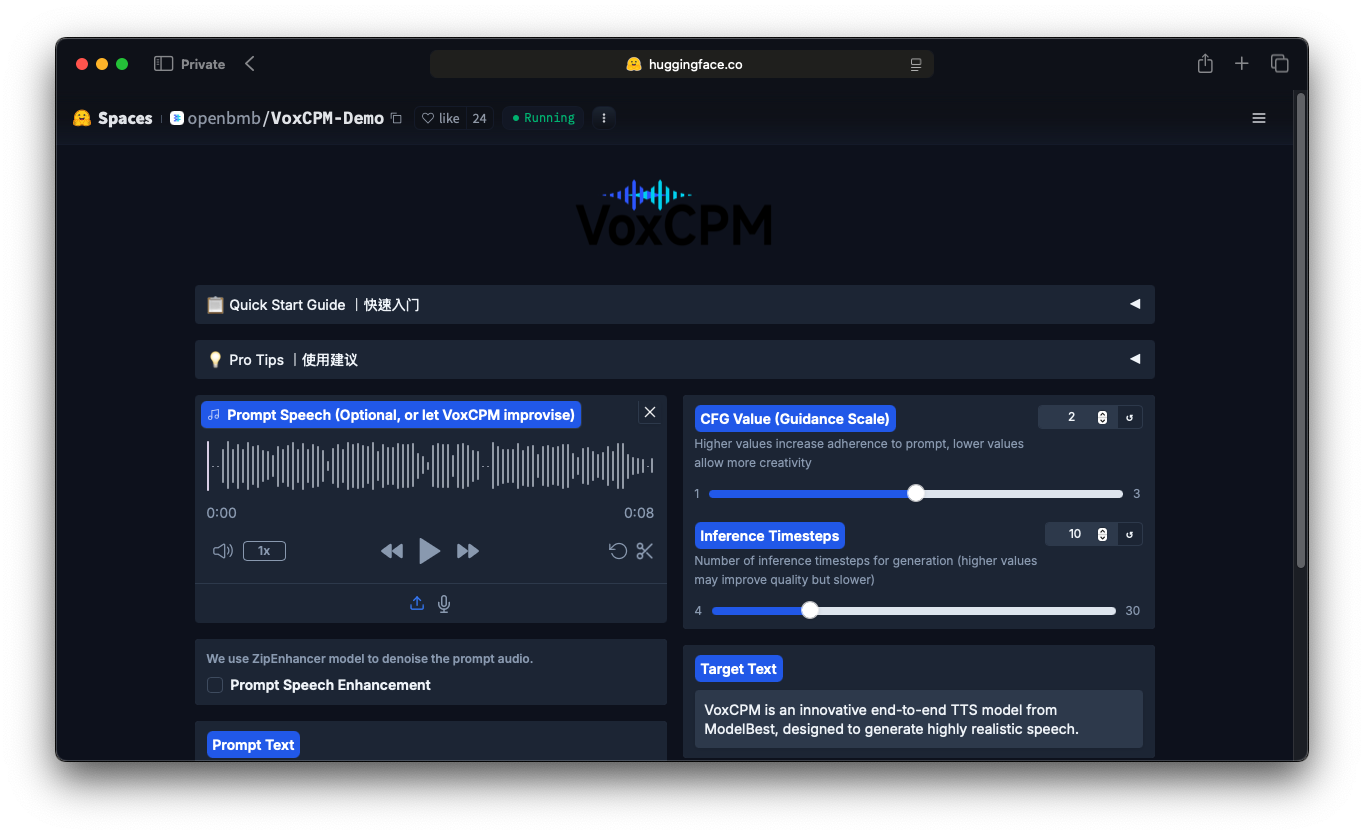 Private
huggingface.co
Spaces openbmb/VoxCPM-Demo like 24 Running
VoxCPM
Quick Start Guide ｜快速入门
Pro Tips ｜使用建议
Prompt Speech (Optional, or let VoxCPM improvise)
0:00 0:08
1x
We use ZipEnhancer model to denoise the prompt audio.
Prompt Speech Enhancement
Prompt Text
CFG Value (Guidance Scale) 2
Higher values increase adherence to prompt, lower values
allow more creativity
1 3
Inference Timesteps 10
Number of inference timesteps for generation (higher values
may improve quality but slower)
4 30
Target Text
VoxCPM is an innovative end-to-end TTS model from
ModelBest, designed to generate highly realistic speech.